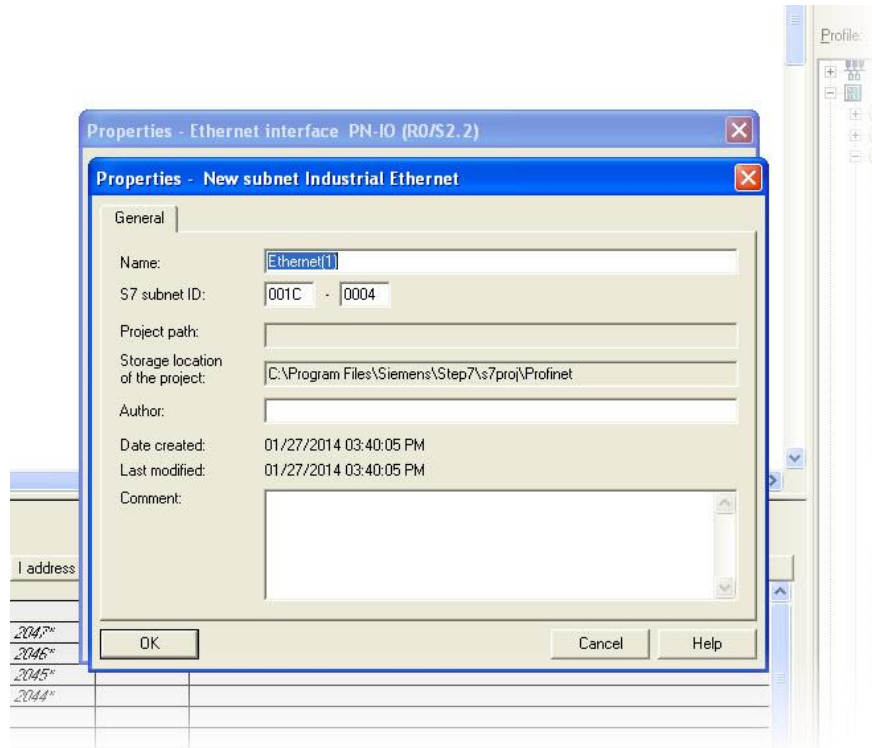 Profile:
Properties - Ethernet interface PN-IO (R0/S2.2)
Properties - New subnet Industrial Ethernet
General
Name: Ethernet(1)
S7 subnet ID: 001C - 0004
Project path:
Storage location
of the project: C:\Program Files\Siemens\Step7\s7proj\Profinet
Author:
Date created: 01/27/2014 03:40:05 PM
Last modified: 01/27/2014 03:40:05 PM
Comment:
I address
2047*
2046*
2045*
2044*
OK Cancel Help